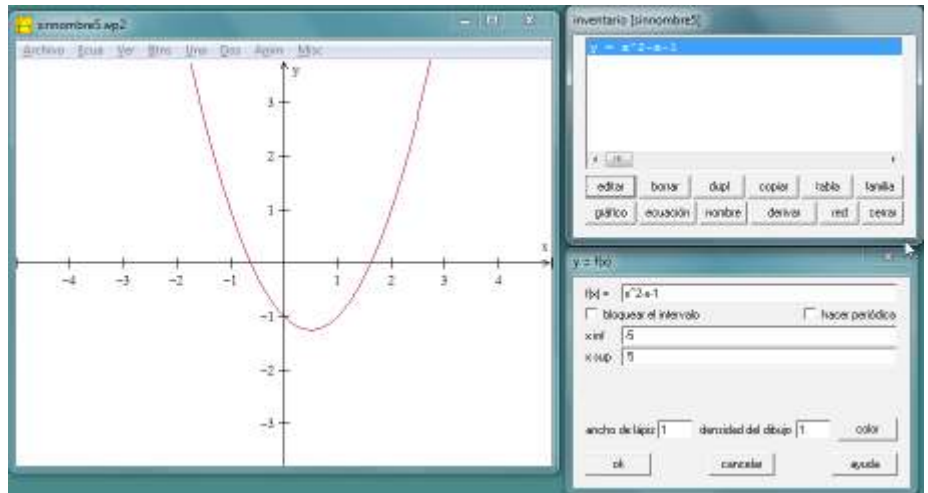 sinnombre5.wp2
Archivo Ecua Ver Btns Una Dos Anim Misc
y
3
2
1
x
-4 -3 -2 -1 1 2 3 4
-1
-2
-3
inventario [sinnombre5]
y = x^2-x-1
editar borrar dupl copiar tabla familia
gráfico ecuación nombre derivar red cerrar
y = f(x)
f(x) = x^2-x-1
bloquear el intervalo hacer periódica
x inf -5
x sup 5
ancho de lápiz 1 densidad del dibujo 1 color
ok cancelar ayuda